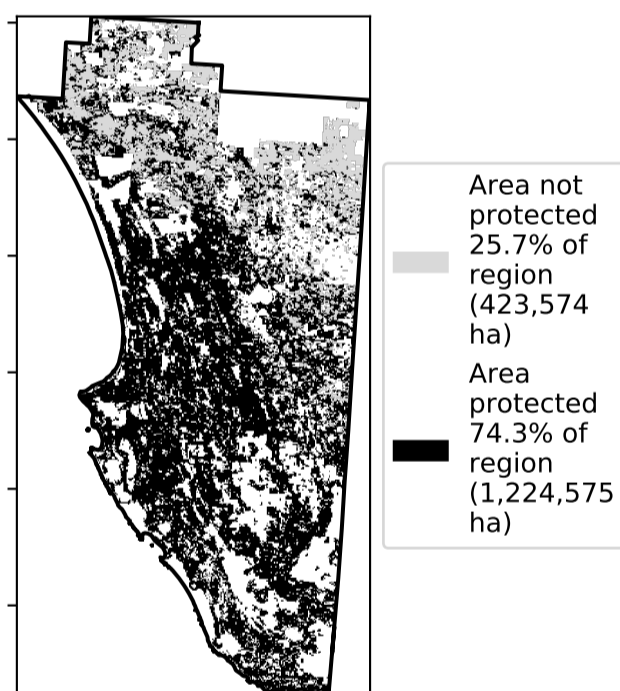 Area not
protected
25.7% of
region
(423,574
ha)
Area
protected
74.3% of
region
(1,224,575
ha)